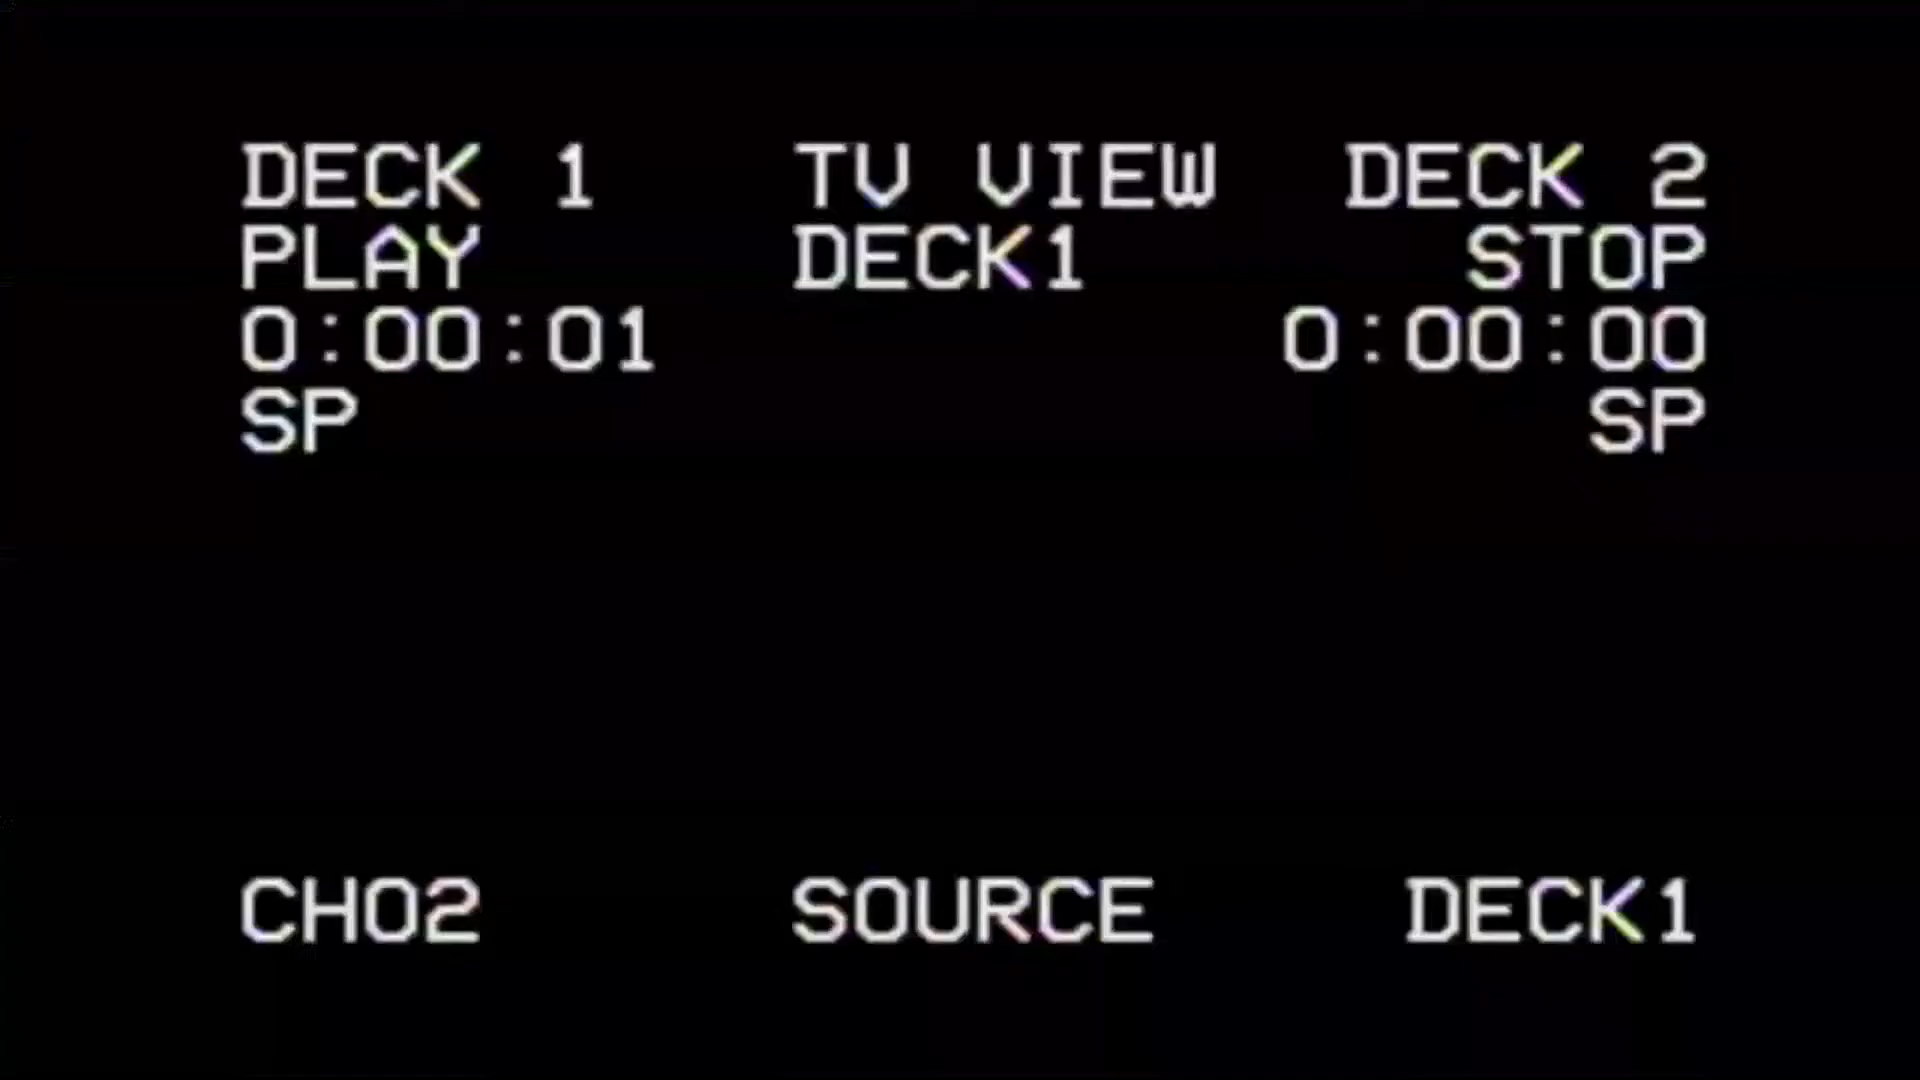 DECK 1 TV VIEW DECK 2
PLAY DECK1 STOP
0:00:01 0:00:00
SP SP
CH02 SOURCE DECK1